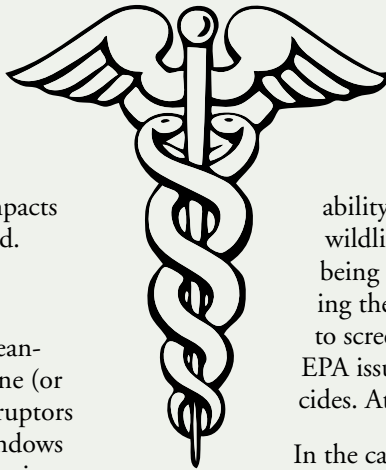 npacts
d.
ean-
ne (or
ruptors
ndows
ability
wildli
being
ing the
to scree
EPA issu
cides. At
In the ca